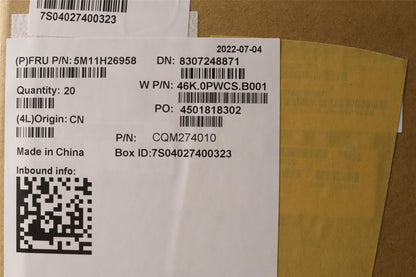 7S04027400323
2022-07-04
(P)FRU P/N: 5M11H26958 DN: 8307248871
Quantity: 20 W P/N: 46K.0PWCS.B001
PO: 4501818302
(4L)Origin: CN
P/N: CQM274010
Made in China Box ID:7S04027400323
Inbound info: